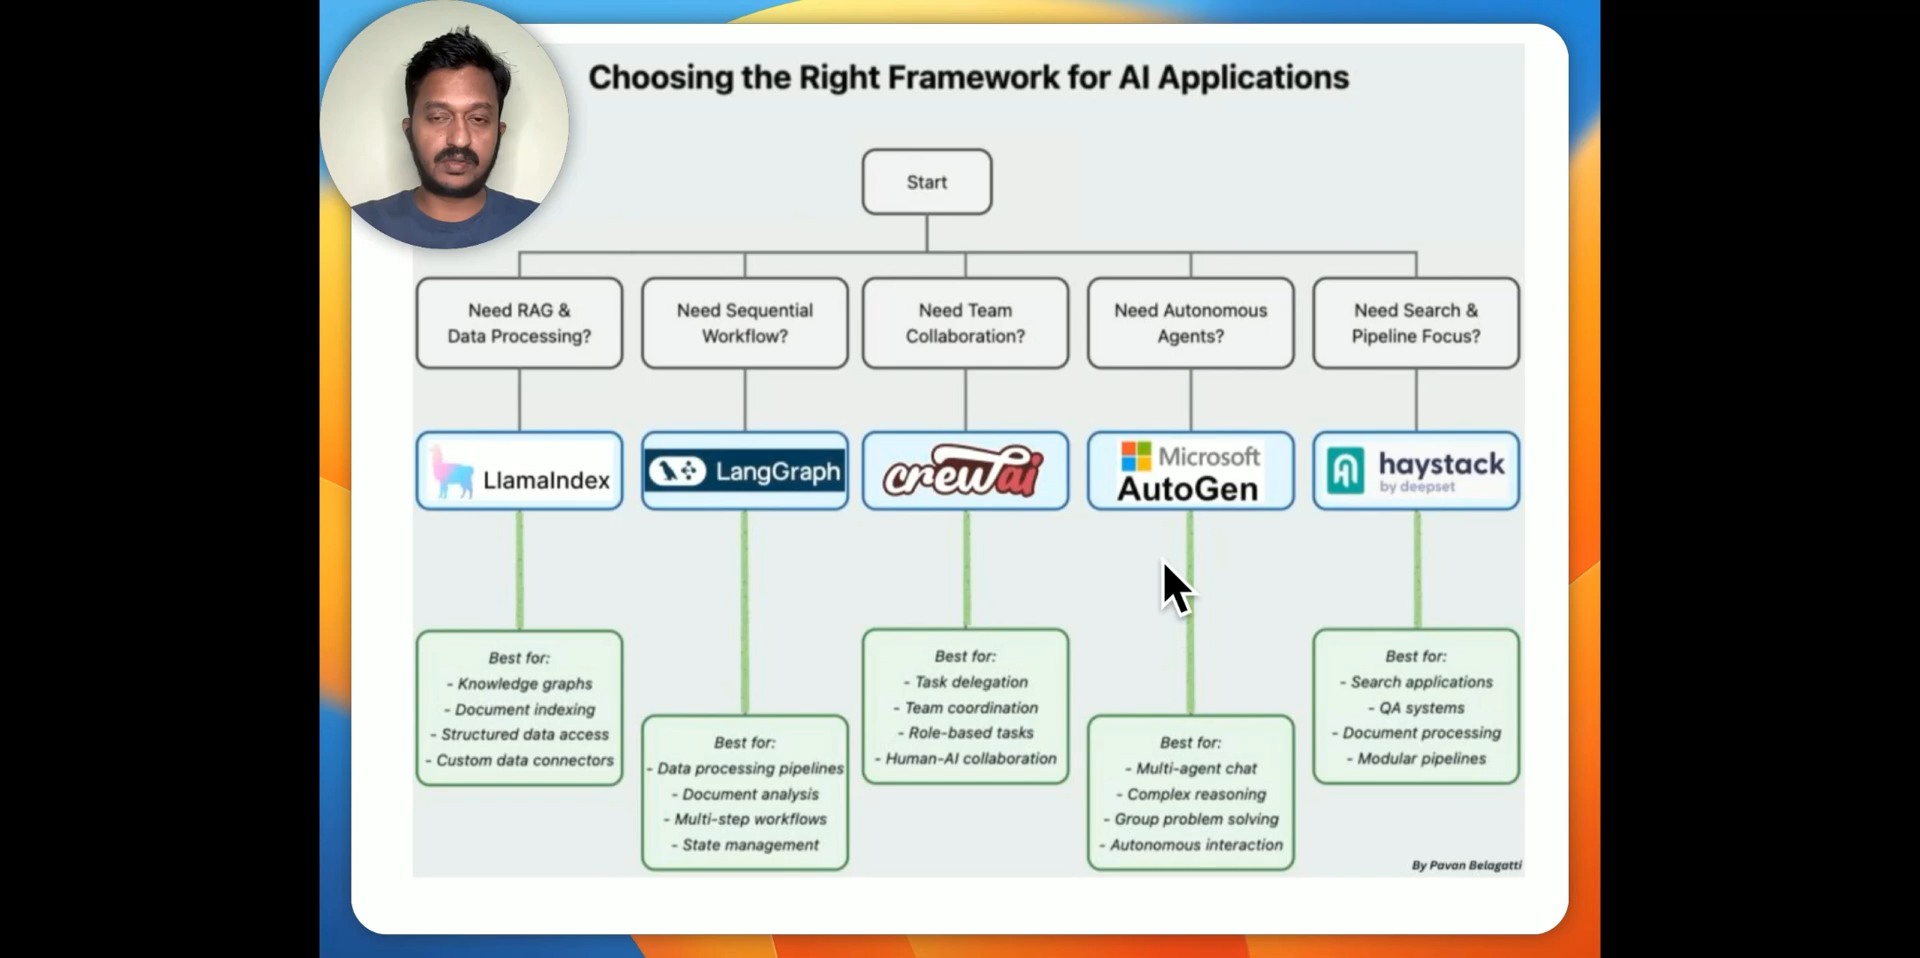 Choosing the Right Framework for AI Applications
Start
Need RAG &
Data Processing?
Need Sequential
Workflow?
Need Team
Collaboration?
Need Autonomous
Agents?
Need Search &
Pipeline Focus?
LlamaIndex
LangGraph
crewai
Microsoft
AutoGen
haystack
by deepset
Best for:
- Knowledge graphs
- Document indexing
- Structured data access
- Custom data connectors
Best for:
- Data processing pipelines
- Document analysis
- Multi-step workflows
- State management
Best for:
- Task delegation
- Team coordination
- Role-based tasks
- Human-AI collaboration
Best for:
- Multi-agent chat
- Complex reasoning
- Group problem solving
- Autonomous interaction
Best for:
- Search applications
- QA systems
- Document processing
- Modular pipelines
By Pavan Belagatti